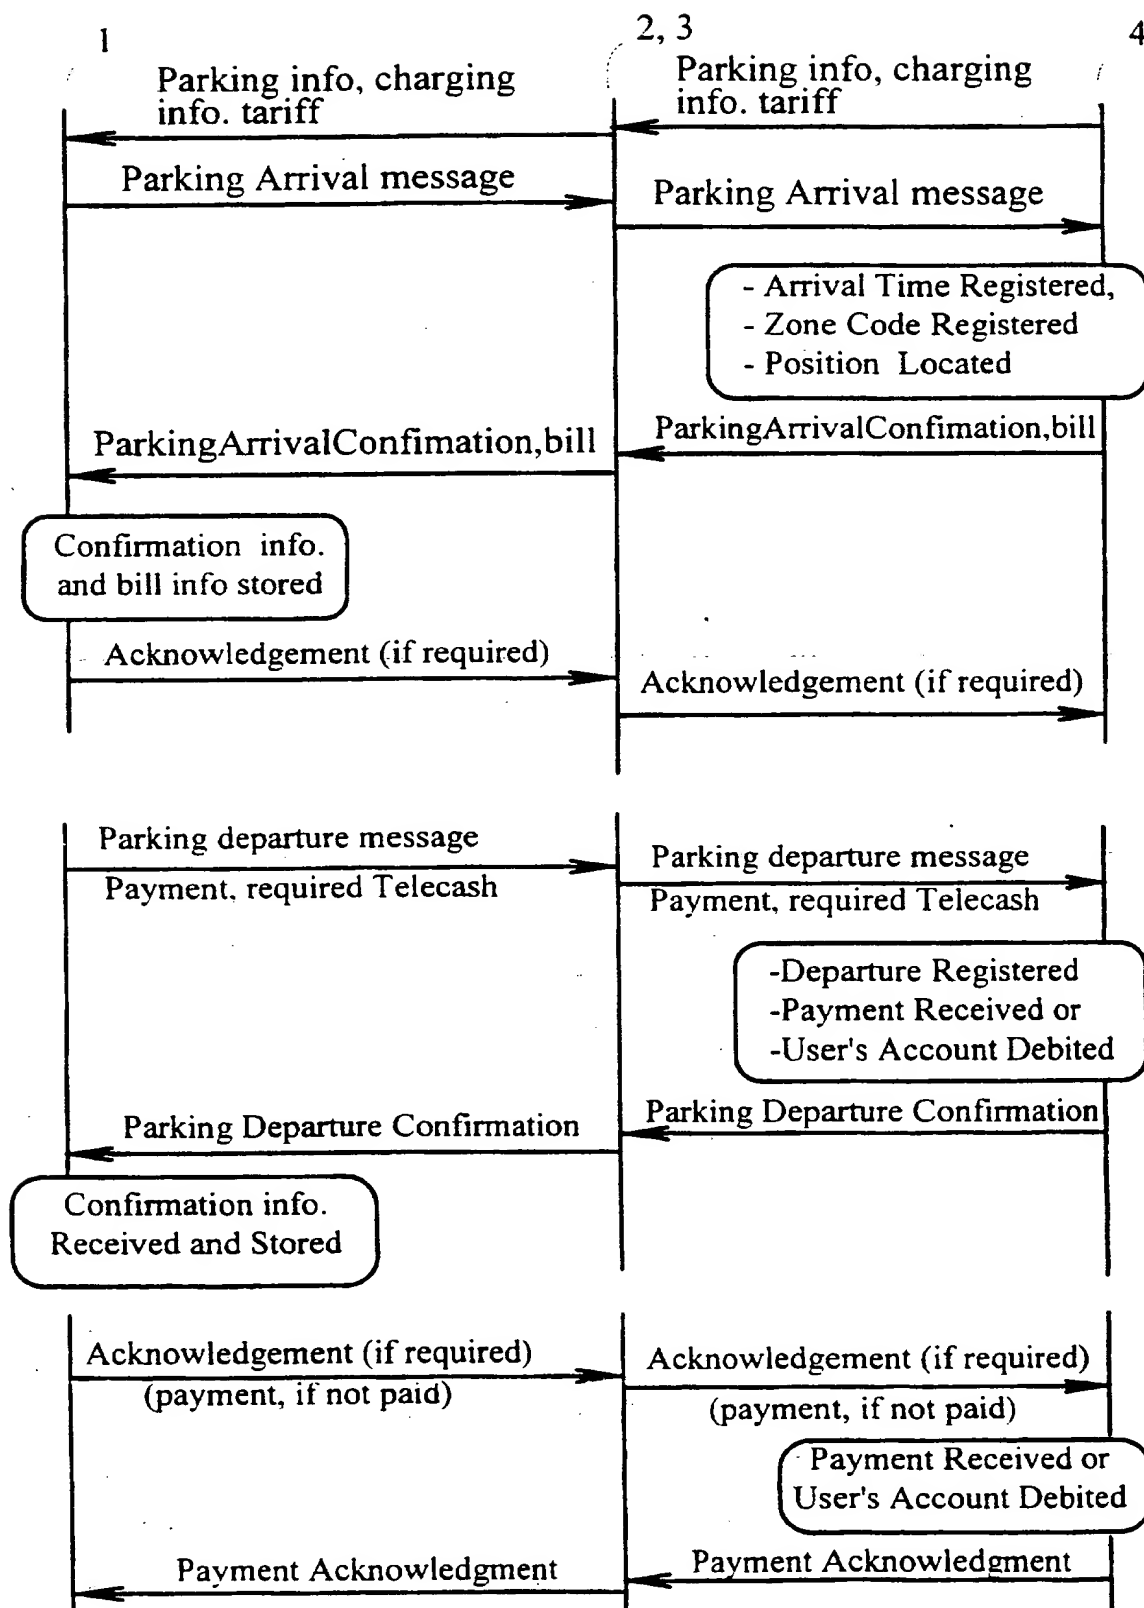 1
2, 3
4
Parking info, charging
info. tariff
Parking info, charging
info. tariff
Parking Arrival message
Parking Arrival message
- Arrival Time Registered,
- Zone Code Registered
- Position Located
ParkingArrivalConfimation,bill
ParkingArrivalConfimation,bill
Confirmation info.
and bill info stored
Acknowledgement (if required)
Acknowledgement (if required)
Parking departure message
Payment, required Telecash
Parking departure message
Payment, required Telecash
-Departure Registered
-Payment Received or
-User's Account Debited
Parking Departure Confirmation
Parking Departure Confirmation
Confirmation info.
Received and Stored
Acknowledgement (if required)
(payment, if not paid)
Acknowledgement (if required)
(payment, if not paid)
Payment Received or
User's Account Debited
Payment Acknowledgment
Payment Acknowledgment